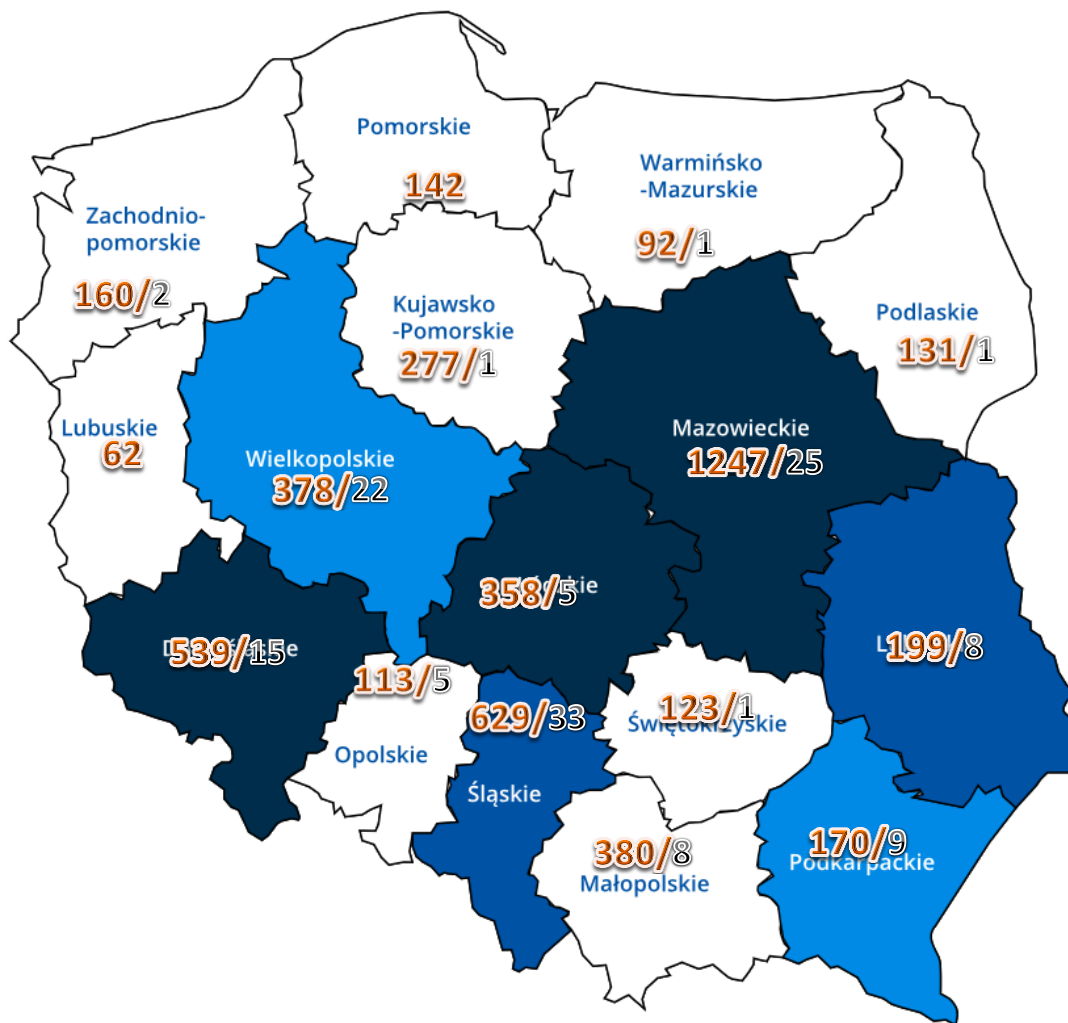 Pomorskie
142
Warmińsko
-Mazurskie
92/1
Zachodnio-
pomorskie
160/2
Kujawsko
-Pomorskie
277/1
Podlaskie
131/1
Lubuskie
62
Wielkopolskie
378/22
Mazowieckie
1247/25
358/5
539/15
199/8
113/5
Opolskie
629/33
Śląskie
123/1
Świętokrzyskie
380/8
Małopolskie
170/9
Podkarpackie